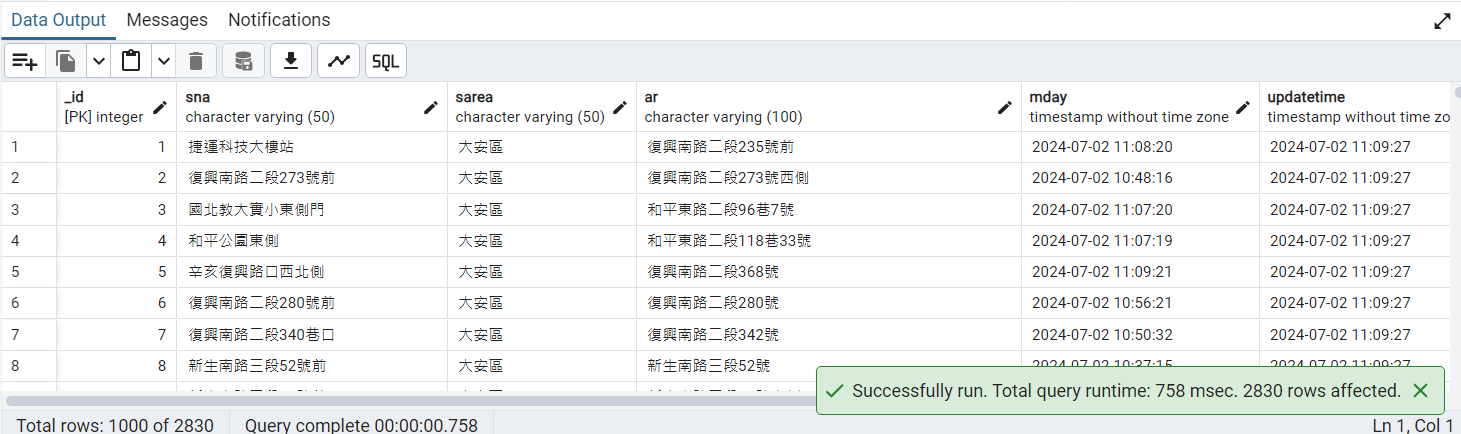 Data Output Messages Notifications
SQL
_id sna sarea ar mday updatetime
[PK] integer character varying (50) character varying (50) character varying (100) timestamp without time zone timestamp without time zo
1 1 捷運科技大樓站 大安區 復興南路二段235號前 2024-07-02 11:08:20 2024-07-02 11:09:27
2 2 復興南路二段273號前 大安區 復興南路二段273號西側 2024-07-02 10:48:16 2024-07-02 11:09:27
3 3 國北教大實小東側門 大安區 和平東路二段96巷7號 2024-07-02 11:07:20 2024-07-02 11:09:27
4 4 和平公園東側 大安區 和平東路二段118巷33號 2024-07-02 11:07:19 2024-07-02 11:09:27
5 5 辛亥復興路口西北側 大安區 復興南路二段368號 2024-07-02 11:09:21 2024-07-02 11:09:27
6 6 復興南路二段280號前 大安區 復興南路二段280號 2024-07-02 10:56:21 2024-07-02 11:09:27
7 7 復興南路二段340巷口 大安區 復興南路二段342號 2024-07-02 10:50:32 2024-07-02 11:09:27
8 8 新生南路三段52號前 大安區 新生南路三段52號
Successfully run. Total query runtime: 758 msec. 2830 rows affected.
Total rows: 1000 of 2830 Query complete 00:00:00.758 Ln 1, Col 1